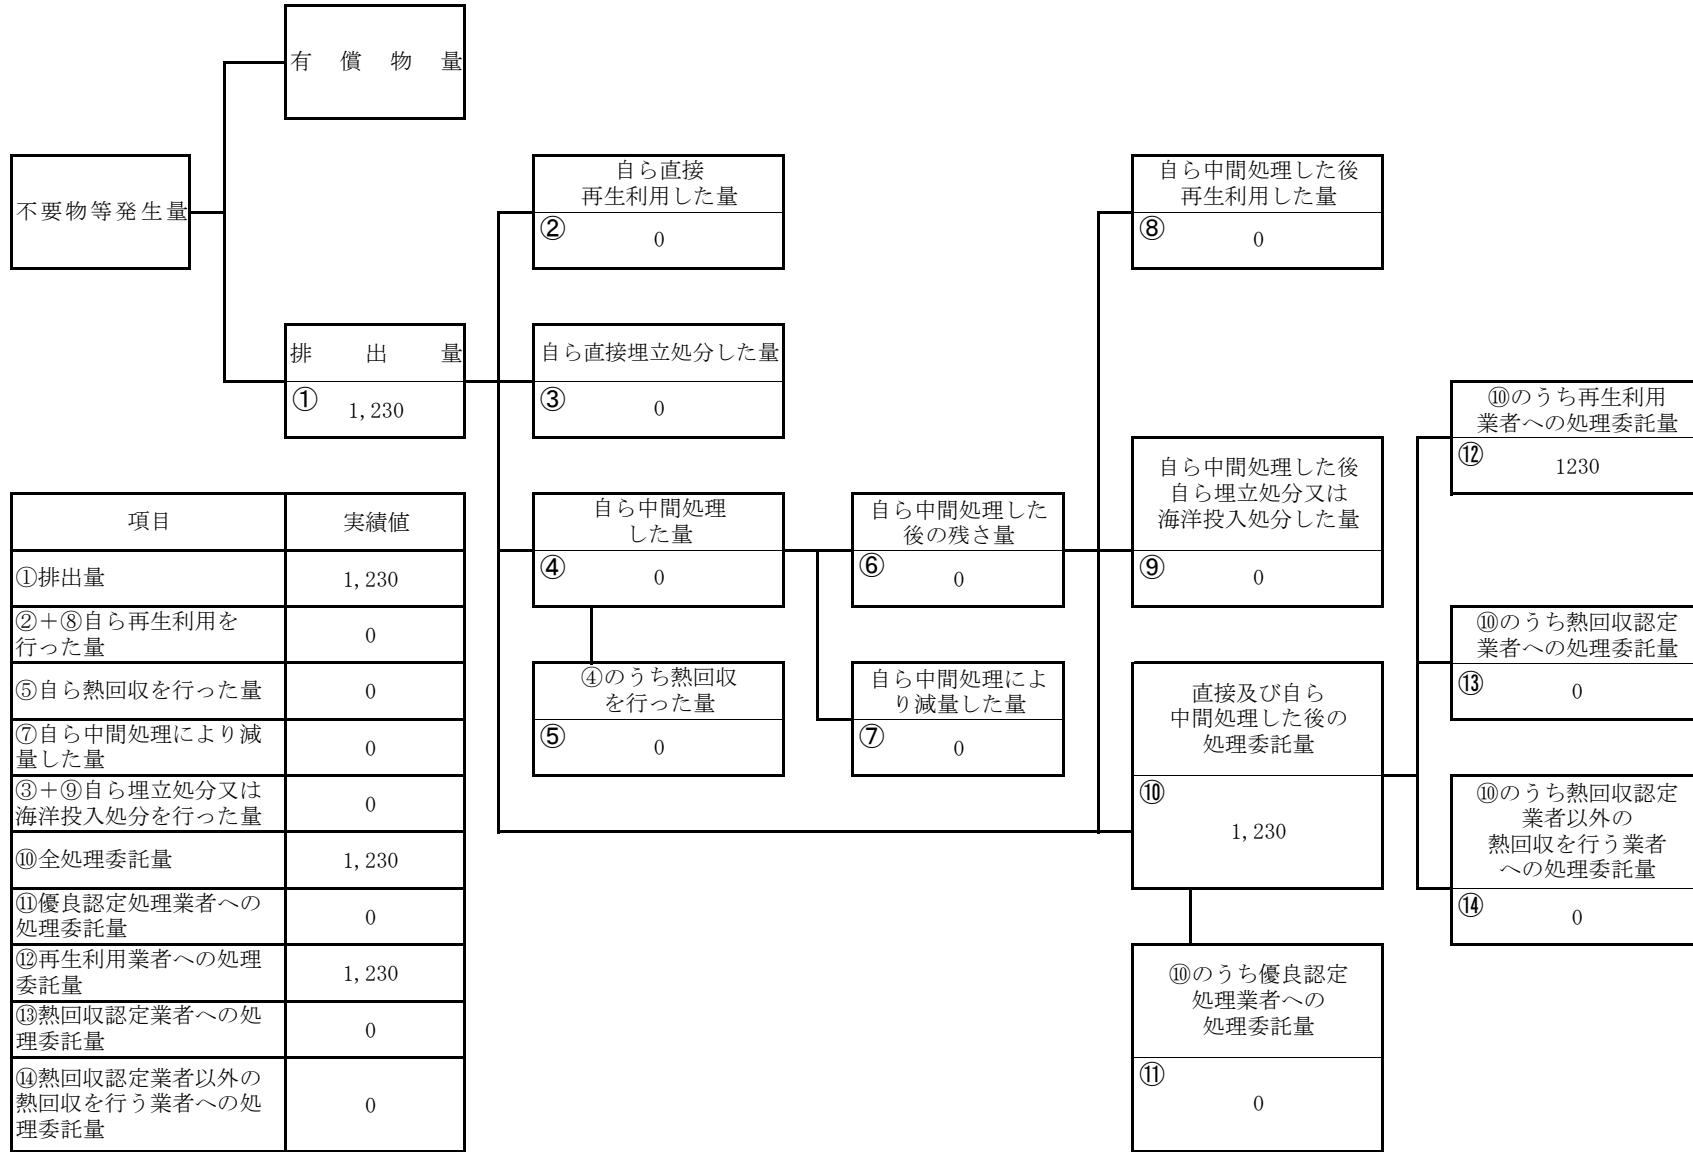 有償物量
不要物等発生量
自ら直接
再生利用した量
②
0
自ら中間処理した後
再生利用した量
⑧
0
排出量
①
1,230
自ら直接埋立処分した量
③
0
自ら中間処理
した量
④
0
自ら中間処理した
後の残さ量
⑥
0
自ら中間処理した後
自ら埋立処分又は
海洋投入処分した量
⑨
0
⑩のうち再生利用
業者への処理委託量
⑫
1230
④のうち熱回収
を行った量
⑤
0
自ら中間処理によ
り減量した量
⑦
0
直接及び自ら
中間処理した後の
処理委託量
⑩
1,230
⑩のうち熱回収認定
業者への処理委託量
⑬
0
⑩のうち熱回収認定
業者以外の
熱回収を行う業者
への処理委託量
⑭
0
⑩のうち優良認定
処理業者への
処理委託量
⑪
0
項目 実績値
①排出量 1,230
②＋⑧自ら再生利用を
行った量 0
⑤自ら熱回収を行った量 0
⑦自ら中間処理により減
量した量 0
③＋⑨自ら埋立処分又は
海洋投入処分を行った量 0
⑩全処理委託量 1,230
⑪優良認定処理業者への
処理委託量 0
⑫再生利用業者への処理
委託量 1,230
⑬熱回収認定業者への処
理委託量 0
⑭熱回収認定業者以外の
熱回収を行う業者への処
理委託量 0